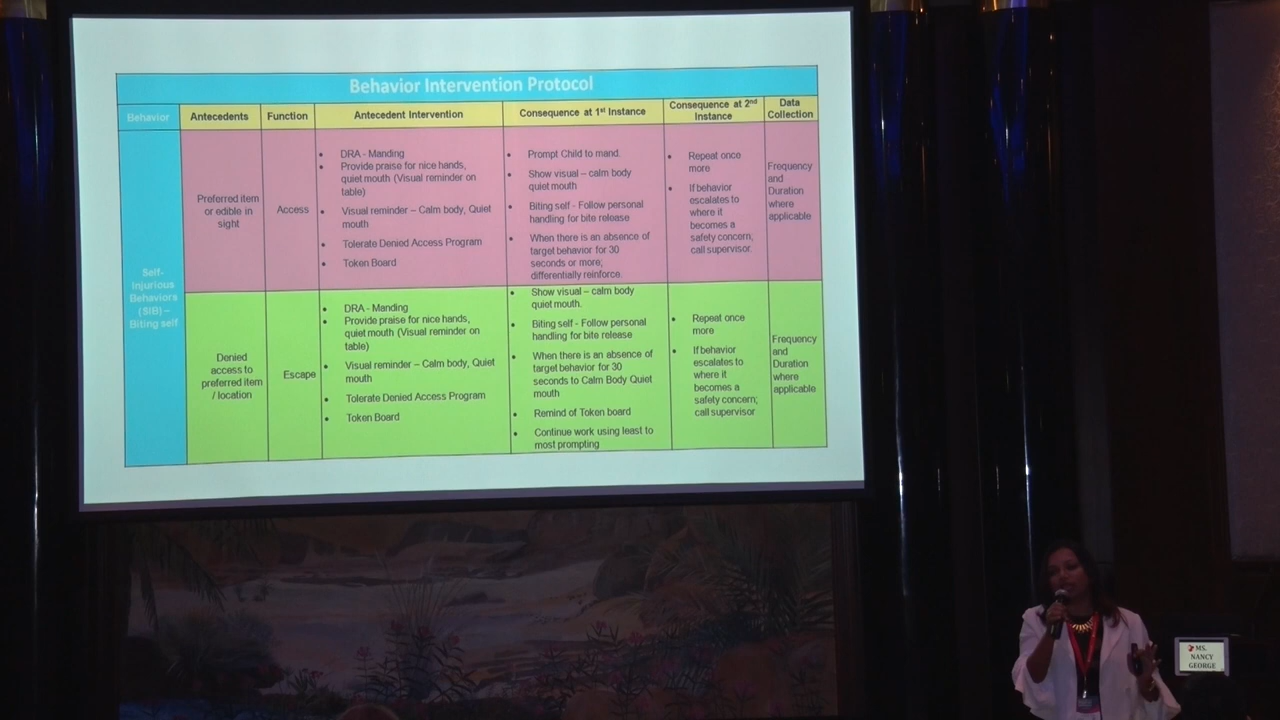 Behavior Intervention Protocol
Behavior
Antecedents
Function
Antecedent Intervention
Consequence at 1st Instance
Consequence at 2nd
Instance
Data
Collection
Self-
Injurious
Behaviors
(SIB) –
Biting self
Preferred item
or edible in
sight
Access
• DRA - Manding
• Provide praise for nice hands,
quiet mouth (Visual reminder on
table)
• Visual reminder – Calm body, Quiet
mouth
• Tolerate Denied Access Program
• Token Board
• Prompt Child to mand.
• Show visual – calm body
quiet mouth
• Biting self - Follow personal
handling for bite release
• When there is an absence of
target behavior for 30
seconds or more;
differentially reinforce.
• Repeat once
more
• If behavior
escalates to
where it
becomes a
safety concern;
call supervisor.
Frequency
and
Duration
where
applicable
Denied
access to
preferred item
/ location
Escape
• DRA - Manding
• Provide praise for nice hands,
quiet mouth (Visual reminder on
table)
• Visual reminder – Calm body, Quiet
mouth
• Tolerate Denied Access Program
• Token Board
• Show visual – calm body
quiet mouth.
• Biting self - Follow personal
handling for bite release
• When there is an absence of
target behavior for 30
seconds to Calm Body Quiet
mouth
• Remind of Token board
• Continue work using least to
most prompting
• Repeat once
more
• If behavior
escalates to
where it
becomes a
safety concern;
call supervisor
Frequency
and
Duration
where
applicable
MS.
NANCY
GEORGE